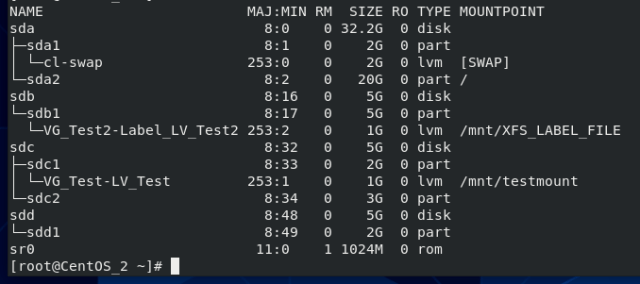 NAME                        MAJ:MIN RM  SIZE RO TYPE MOUNTPOINT
sda                           8:0    0 32.2G  0 disk
├─sda1                        8:1    0    2G  0 part
│ └─cl-swap                 253:0    0    2G  0 lvm  [SWAP]
└─sda2                        8:2    0   20G  0 part /
sdb                           8:16   0    5G  0 disk
└─sdb1                        8:17   0    5G  0 part
  └─VG_Test2-Label_LV_Test2 253:2    0    1G  0 lvm  /mnt/XFS_LABEL_FILE
sdc                           8:32   0    5G  0 disk
├─sdc1                        8:33   0    2G  0 part
│ └─VG_Test-LV_Test         253:1    0    1G  0 lvm  /mnt/testmount
└─sdc2                        8:34   0    3G  0 part
sdd                           8:48   0    5G  0 disk
└─sdd1                        8:49   0    2G  0 part
sr0                          11:0    1 1024M  0 rom
[root@CentOS_2 ~]#